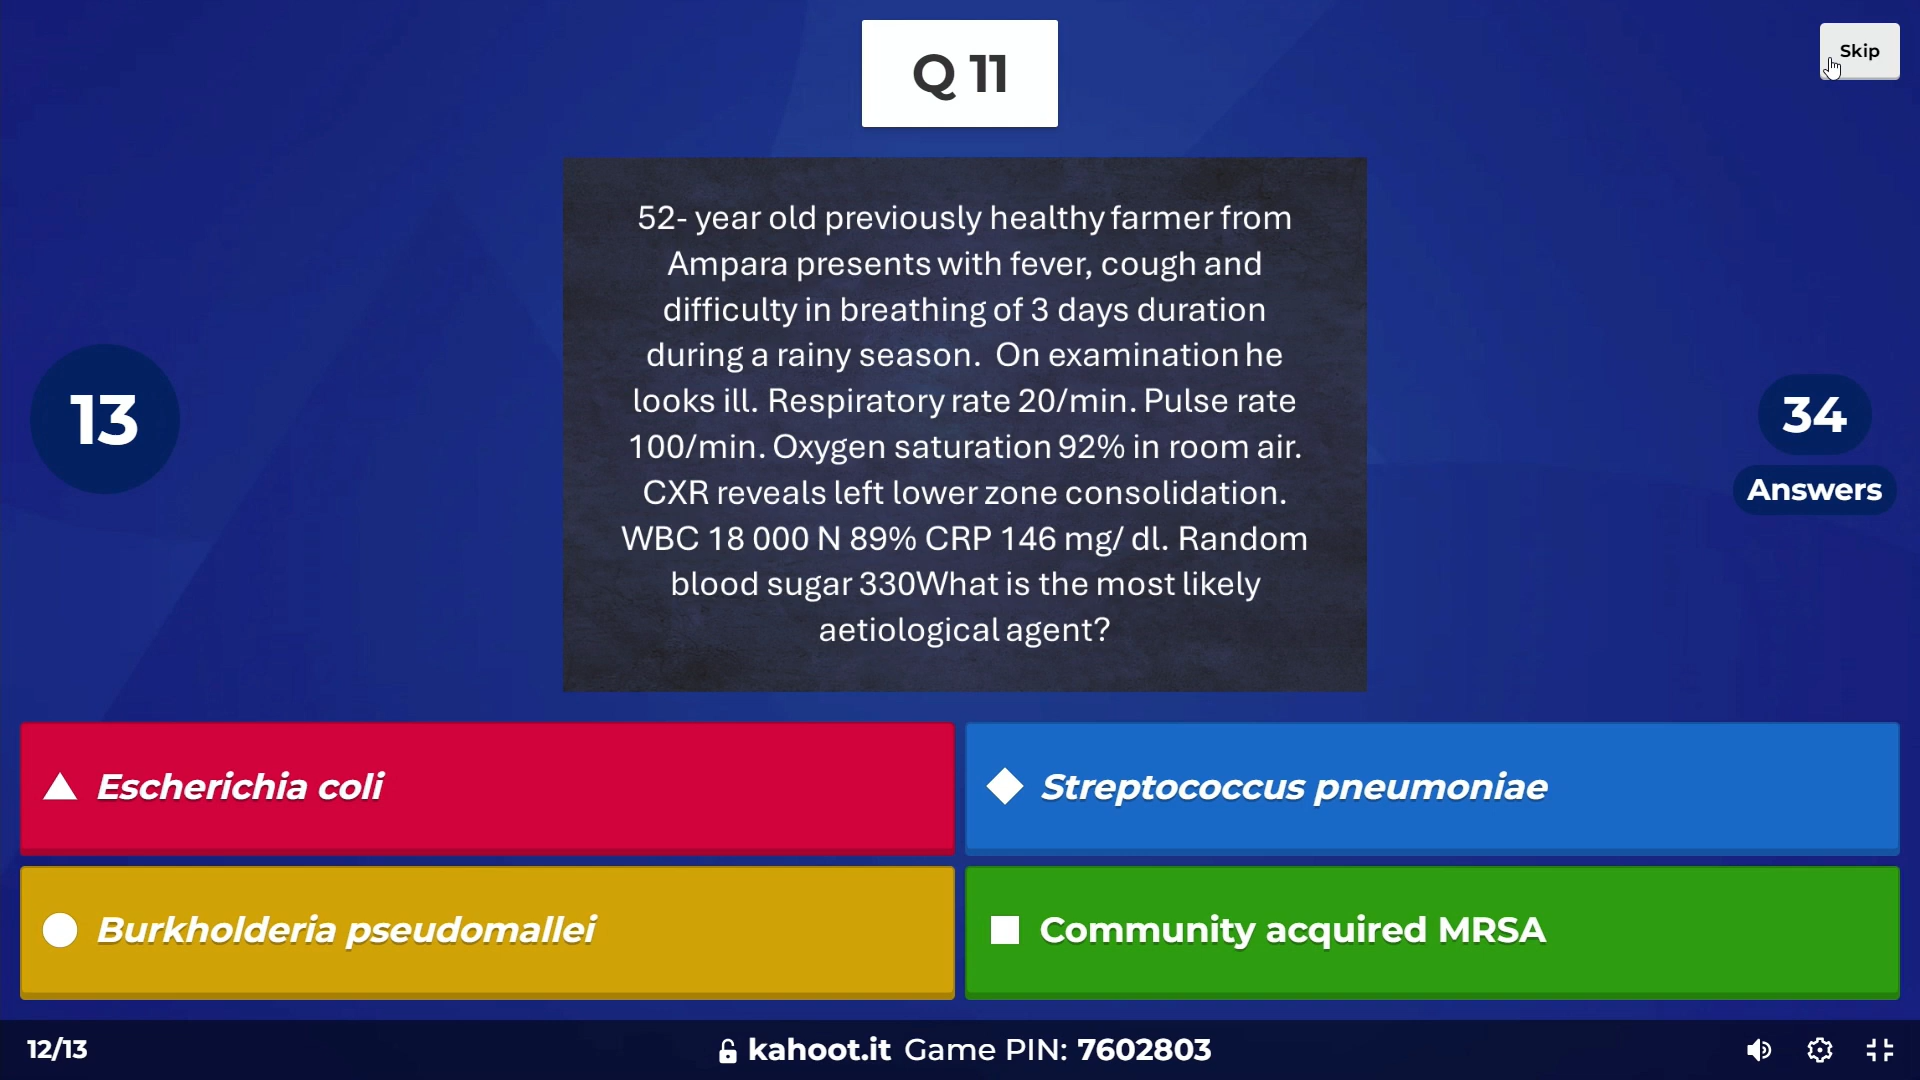 Q 11
Skip
52- year old previously healthy farmer from
Ampara presents with fever, cough and
difficulty in breathing of 3 days duration
during a rainy season. On examination he
looks ill. Respiratory rate 20/min. Pulse rate
100/min. Oxygen saturation 92% in room air.
CXR reveals left lower zone consolidation.
WBC 18 000 N 89% CRP 146 mg/ dl. Random
blood sugar 330What is the most likely
aetiological agent?
13
34
Answers
Escherichia coli
Streptococcus pneumoniae
Burkholderia pseudomallei
Community acquired MRSA
12/13
kahoot.it Game PIN: 7602803